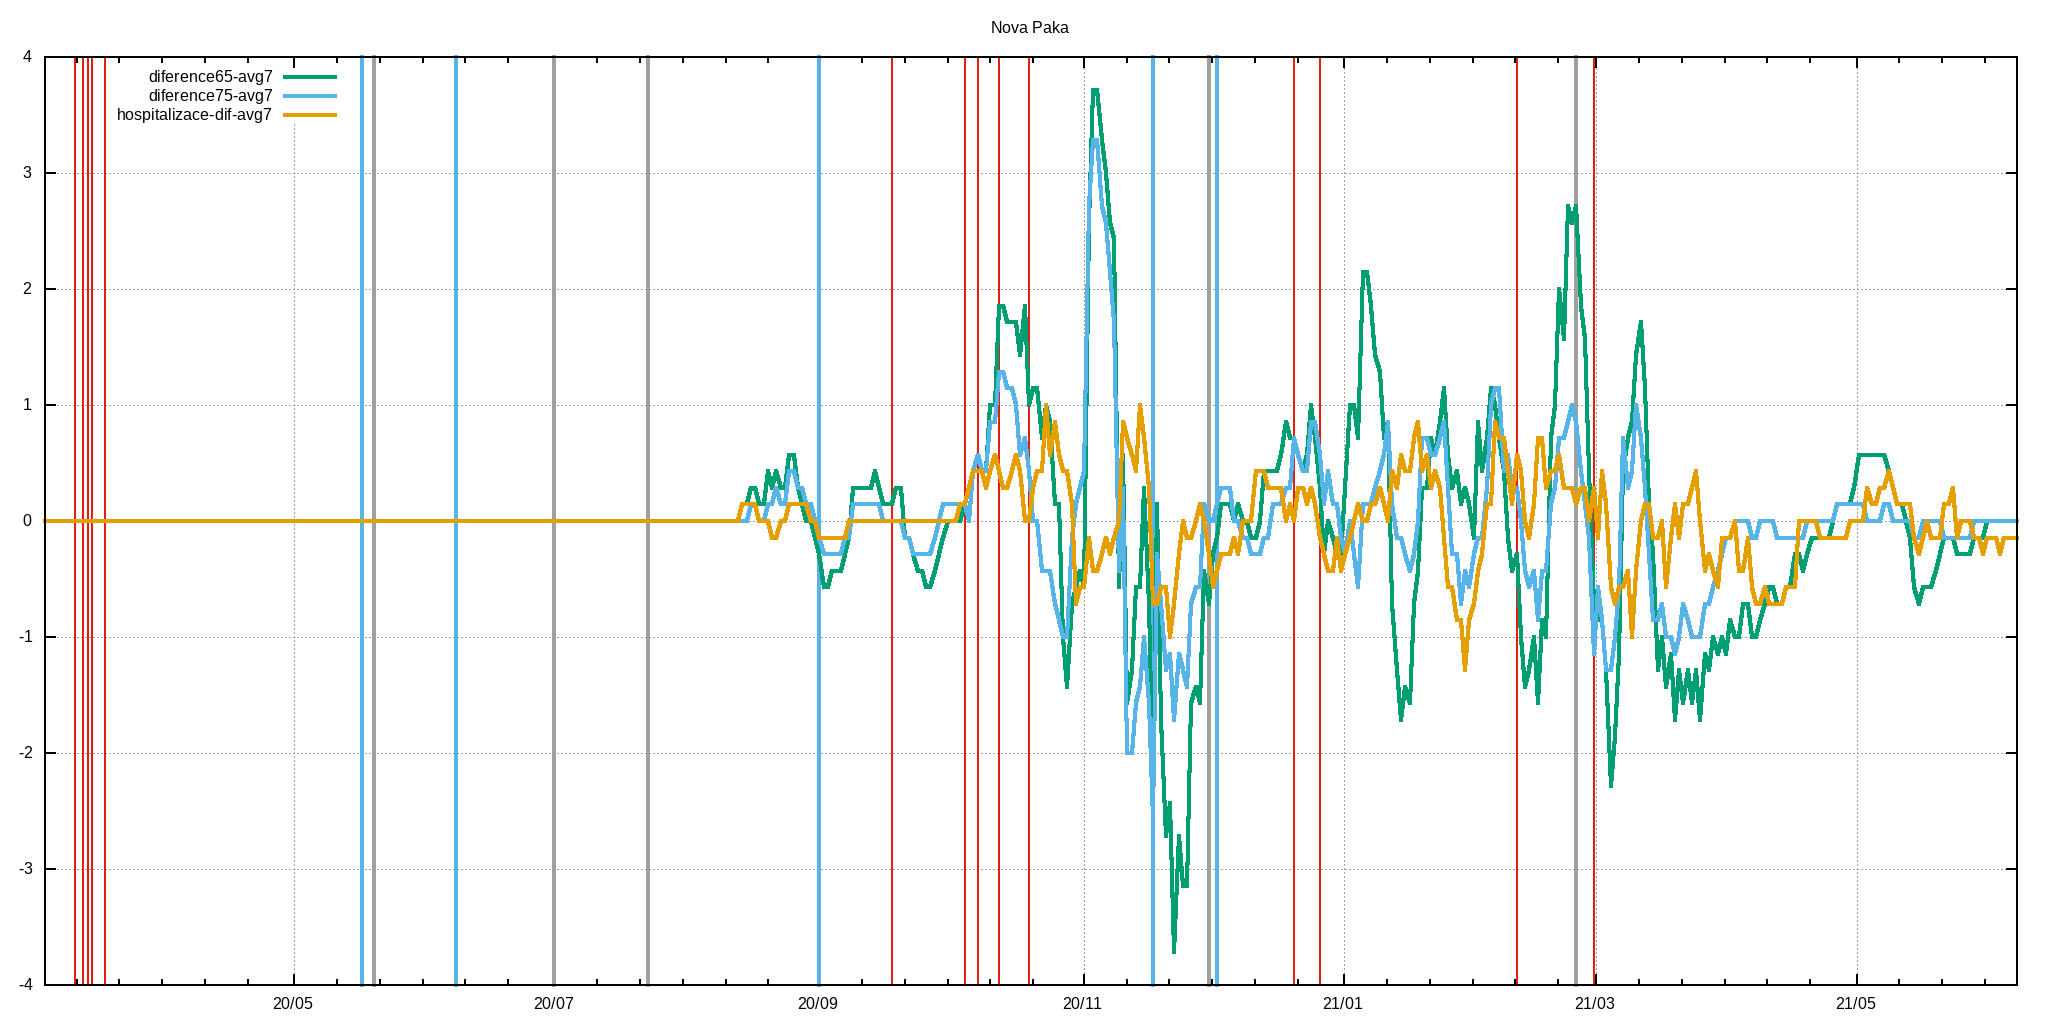 Nova Paka
diference65-avg7
diference75-avg7
hospitalizace-dif-avg7
4
3
2
1
0
-1
-2
-3
-4
20/05 20/07 20/09 20/11 21/01 21/03 21/05